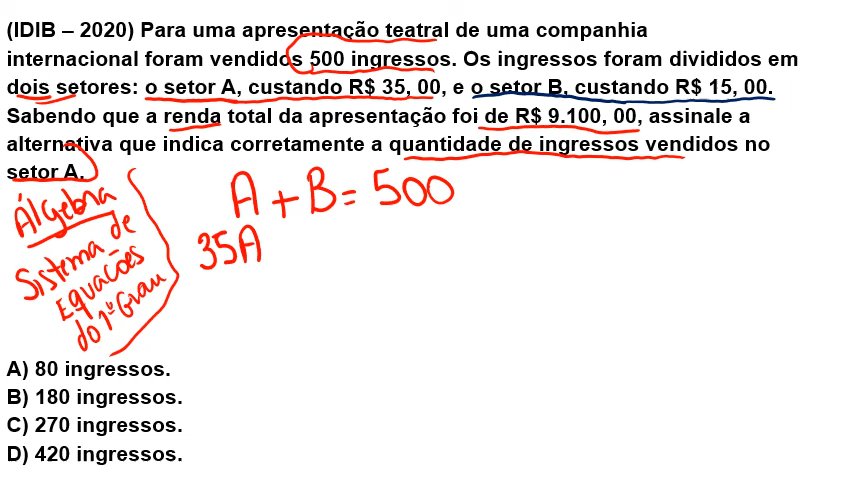 (IDIB – 2020) Para uma apresentação teatral de uma companhia
internacional foram vendidos 500 ingressos. Os ingressos foram divididos em
dois setores: o setor A, custando R$ 35, 00, e o setor B, custando R$ 15, 00.
Sabendo que a renda total da apresentação foi de R$ 9.100, 00, assinale a
alternativa que indica corretamente a quantidade de ingressos vendidos no
setor A.
A + B = 500
35A
Álgebra
Sistema de
Equações
do 1º Grau
A) 80 ingressos.
B) 180 ingressos.
C) 270 ingressos.
D) 420 ingressos.